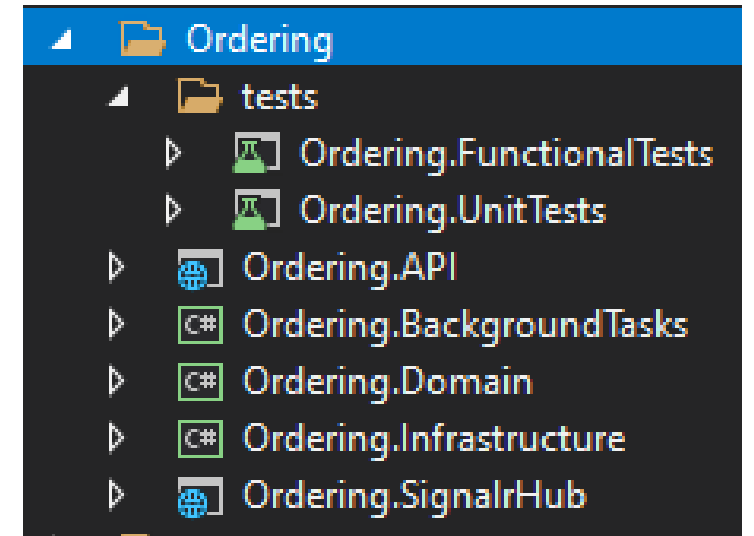 Ordering
tests
Ordering.FunctionalTests
Ordering.UnitTests
Ordering.API
C# Ordering.BackgroundTasks
C# Ordering.Domain
C# Ordering.Infrastructure
Ordering.SignalrHub